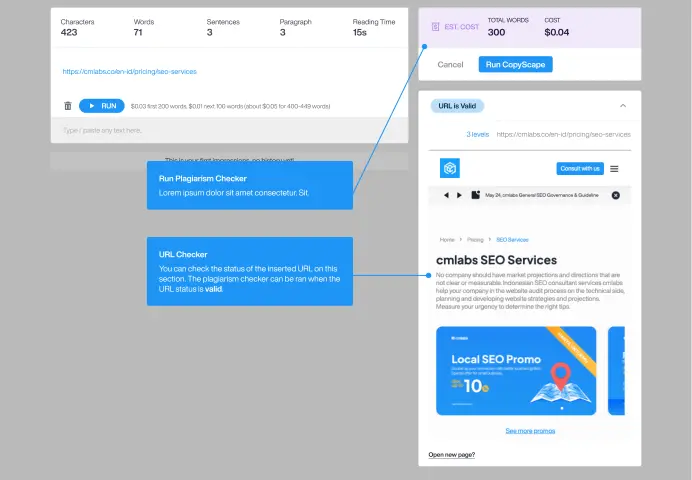 Characters Words Sentences Paragraph Reading Time
423 71 3 3 15s
https://cmlabs.co/en-id/pricing/seo-services
RUN $0.03 first 200 words, $0.01 next 100 words (about $0.05 for 400-449 words)
Type / paste any text here..
This is your first impressions, no history yet!
EST. COST
TOTAL WORDS COST
300 $0.04
Cancel Run CopyScape
Run Plagiarism Checker
Lorem ipsum dolor sit amet consectetur. Sit.
URL Checker
You can check the status of the inserted URL on this
section. The plagiarism checker can be ran when the
URL status is valid.
URL is Valid
3 levels https://cmlabs.co/en-id/pricing/seo-services
Consult with us
May 24, cmlabs General SEO Governance & Guideline
Home > Pricing > SEO Services
cmlabs SEO Services
No company should have market projections and directions that are
not clear or measurable. Indonesian SEO consultant services cmlabs
help your company in the website audit process on the technical side,
planning and developing website strategies and projections.
Measure your urgency to determine the right tips.
Local SEO Promo
10
See more promos
Open new page?